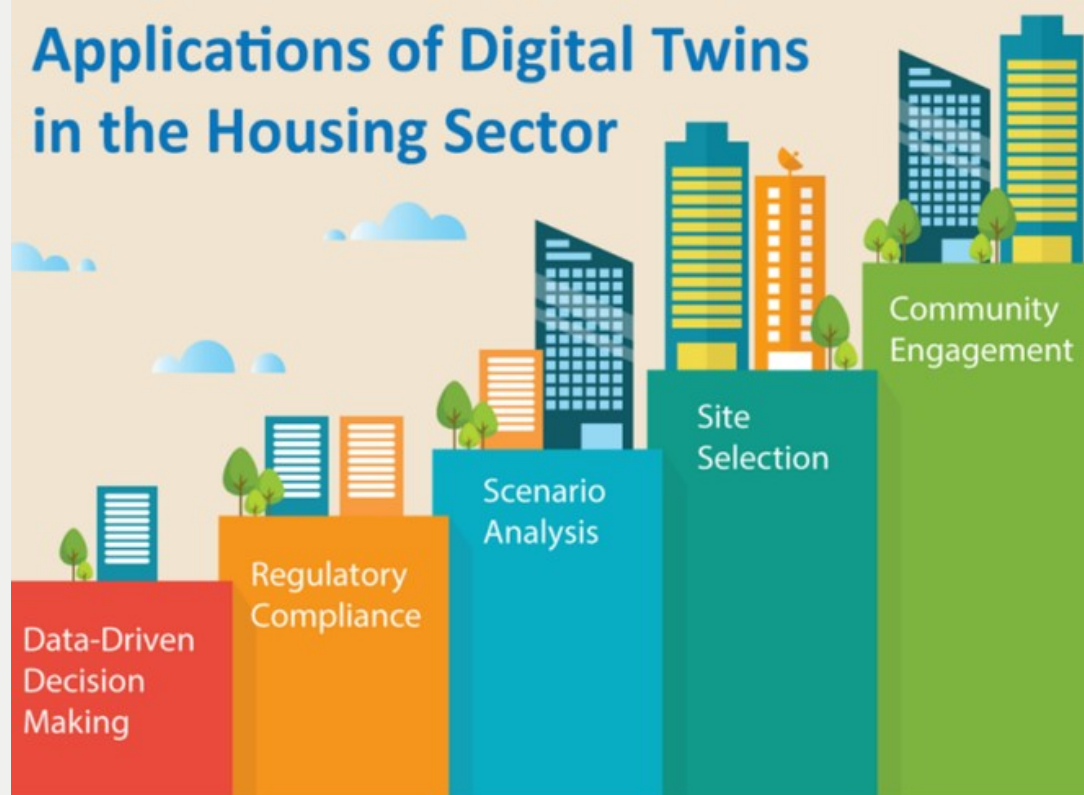 Applications of Digital Twins
in the Housing Sector
Community
Engagement
Site
Selection
Scenario
Analysis
Regulatory
Compliance
Data-Driven
Decision
Making